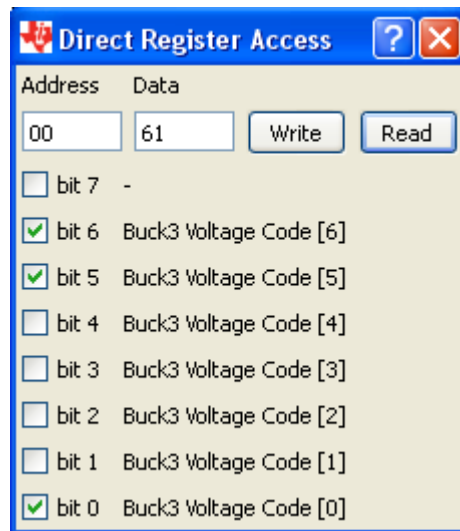 Direct Register Access
Address Data
00 61 Write Read
bit 7 -
bit 6 Buck3 Voltage Code [6]
bit 5 Buck3 Voltage Code [5]
bit 4 Buck3 Voltage Code [4]
bit 3 Buck3 Voltage Code [3]
bit 2 Buck3 Voltage Code [2]
bit 1 Buck3 Voltage Code [1]
bit 0 Buck3 Voltage Code [0]